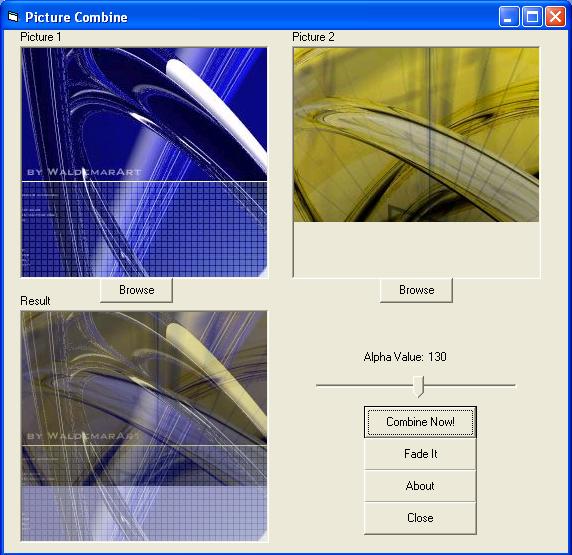 Picture Combine
Picture 1
Picture 2
BY WALDEMARART
Browse
Browse
Result
Alpha Value: 130
BY WALDEMARART
Combine Now!
Fade It
About
Close